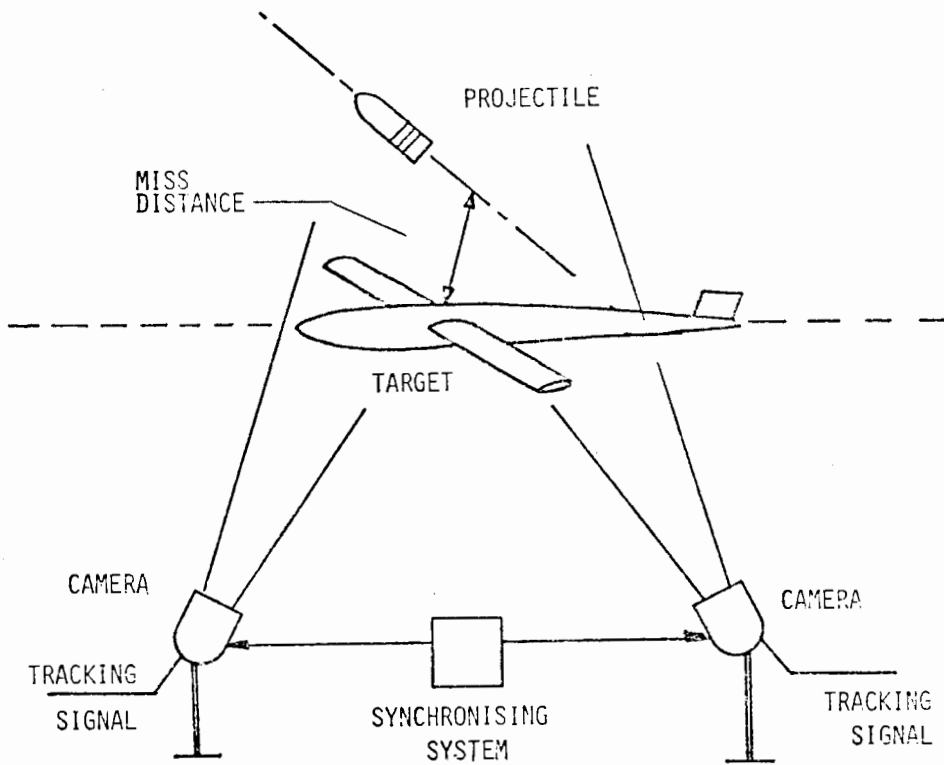 PROJECTILE
MISS
DISTANCE
TARGET
CAMERA
CAMERA
TRACKING
SIGNAL
SYNCHRONISING
SYSTEM
TRACKING
SIGNAL